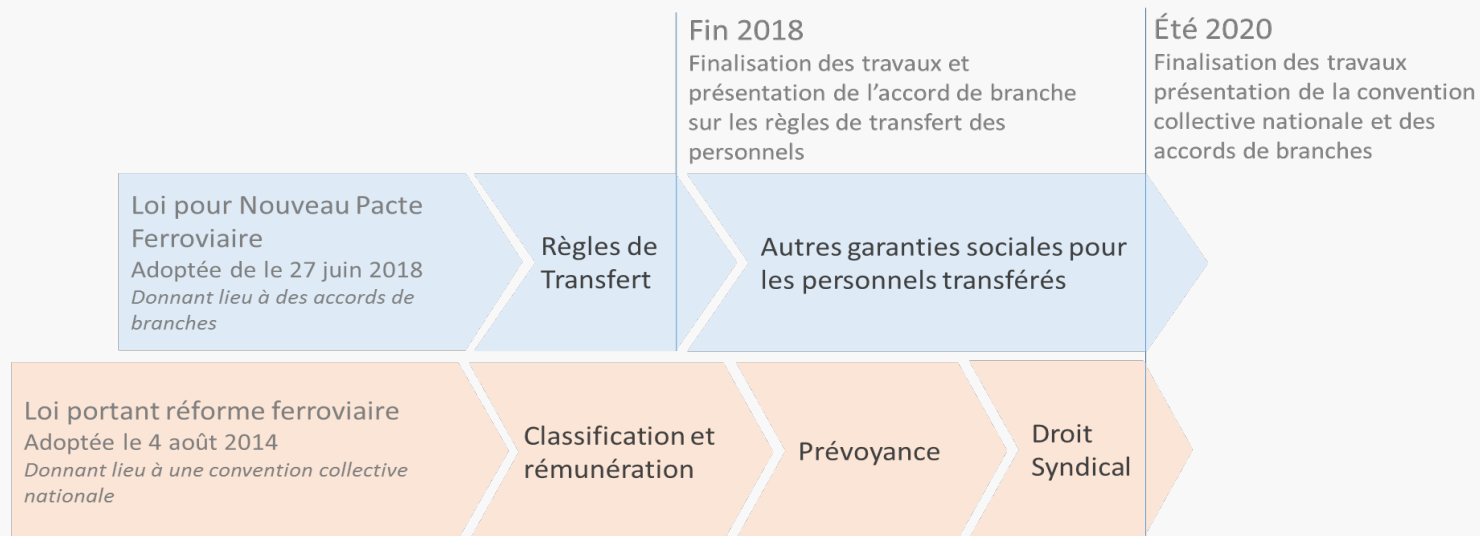 Fin 2018
Finalisation des travaux et
présentation de l'accord de branche
sur les règles de transfert des
personnels
Été 2020
Finalisation des travaux
présentation de la convention
collective nationale et des
accords de branches
Loi pour Nouveau Pacte
Ferroviaire
Adoptée de le 27 juin 2018
Donnant lieu à des accords de
branches
Règles de
Transfert
Autres garanties sociales pour
les personnels transférés
Loi portant réforme ferroviaire
Adoptée le 4 août 2014
Donnant lieu à une convention collective
nationale
Classification et
rémunération
Prévoyance
Droit
Syndical